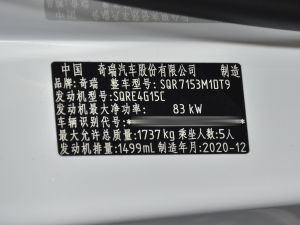 中国 奇瑞汽车股份有限公司 制造
品牌:奇瑞 整车型号:SQR7153M1DT9
发动机型号:SQRE4G15C
发动机最大净功率: 83 kW
车辆识别代号:*
最大允许总质量:1737kg 乘坐人数:5人
发动机排量:1499mL 制造年月:2020-12